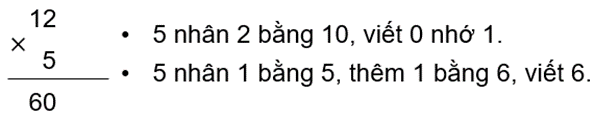 12
×
5
60
• 5 nhân 2 bằng 10, viết 0 nhớ 1.
• 5 nhân 1 bằng 5, thêm 1 bằng 6, viết 6.